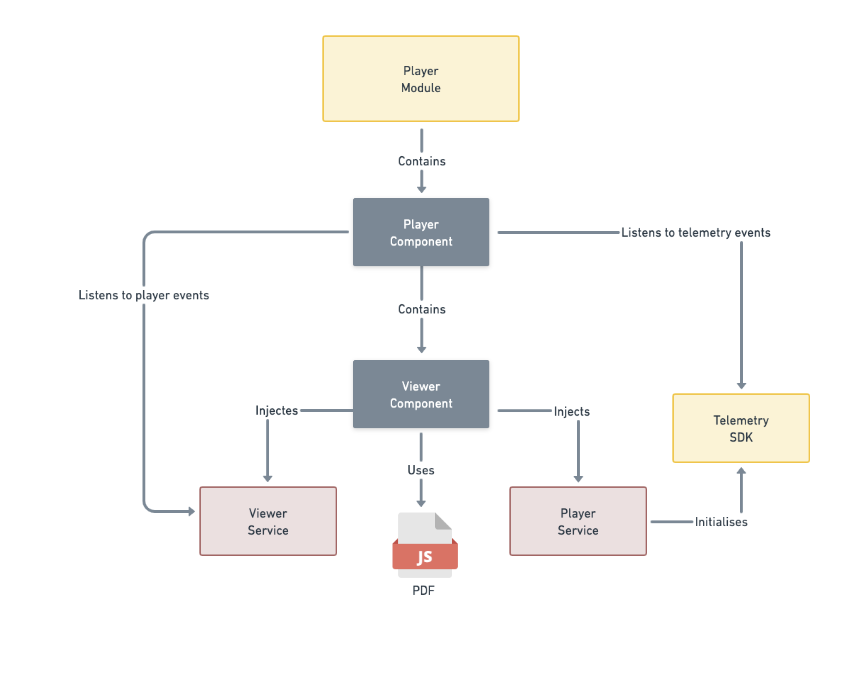 Player
Module
Contains
Player
Component
Listens to telemetry events
Listens to player events
Contains
Viewer
Component
Injectes
Injects
Telemetry
SDK
Uses
Viewer
Service
Player
Service
Initialises
JS
PDF